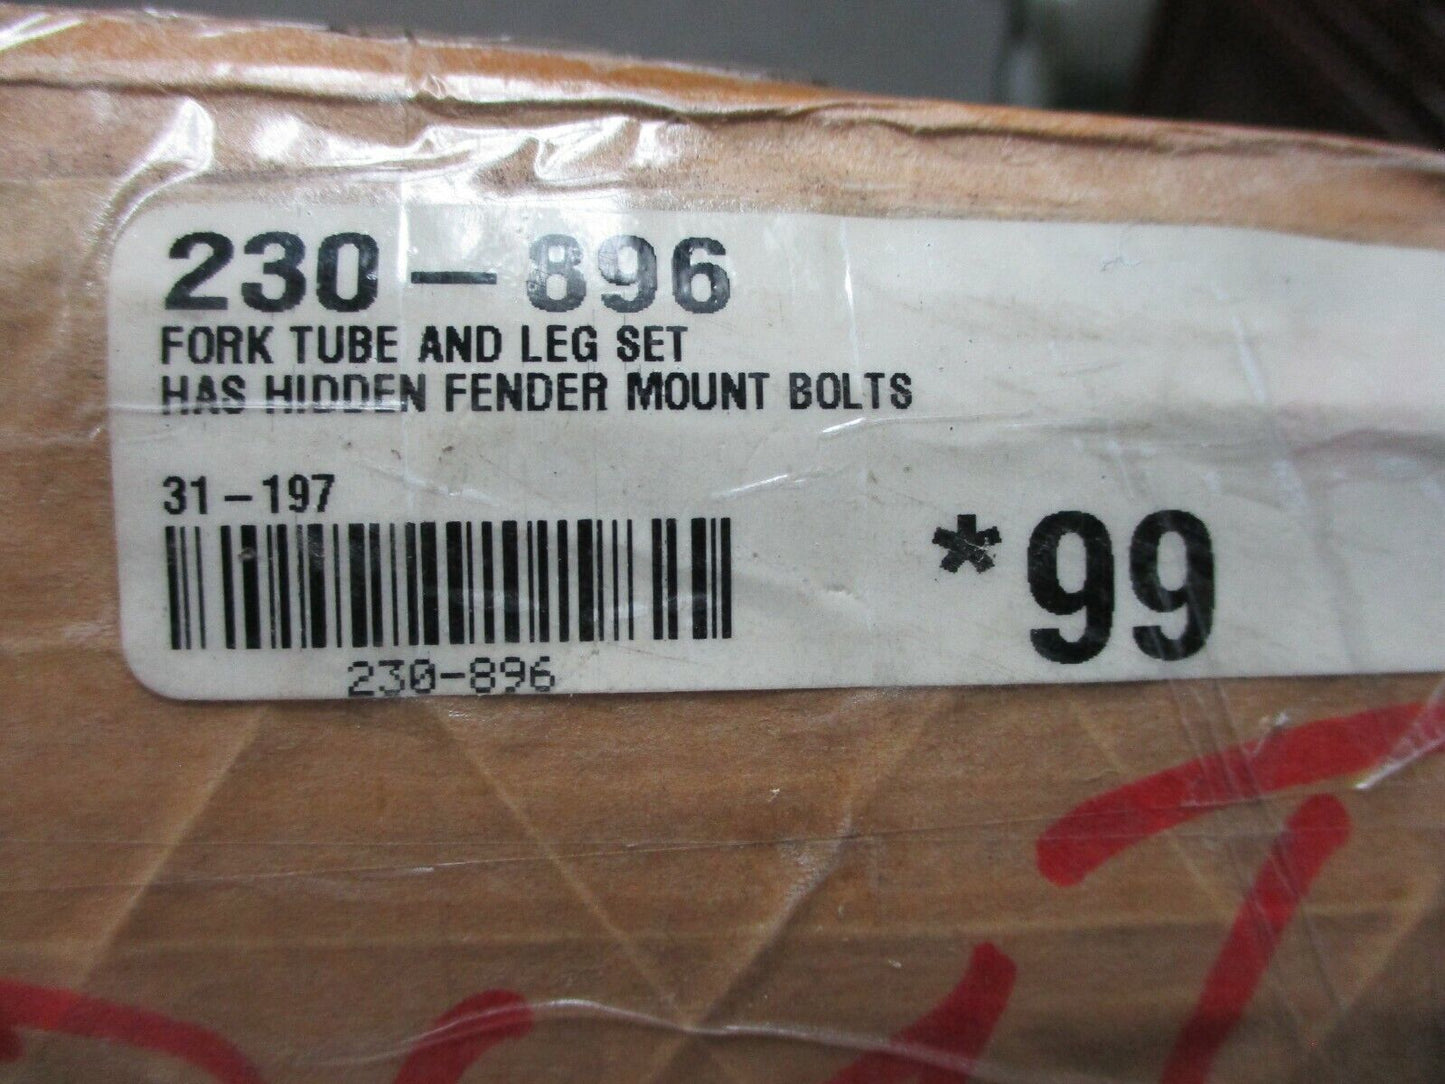 230-896
FORK TUBE AND LEG SET
HAS HIDDEN FENDER MOUNT BOLTS
31-197
*99
230-896